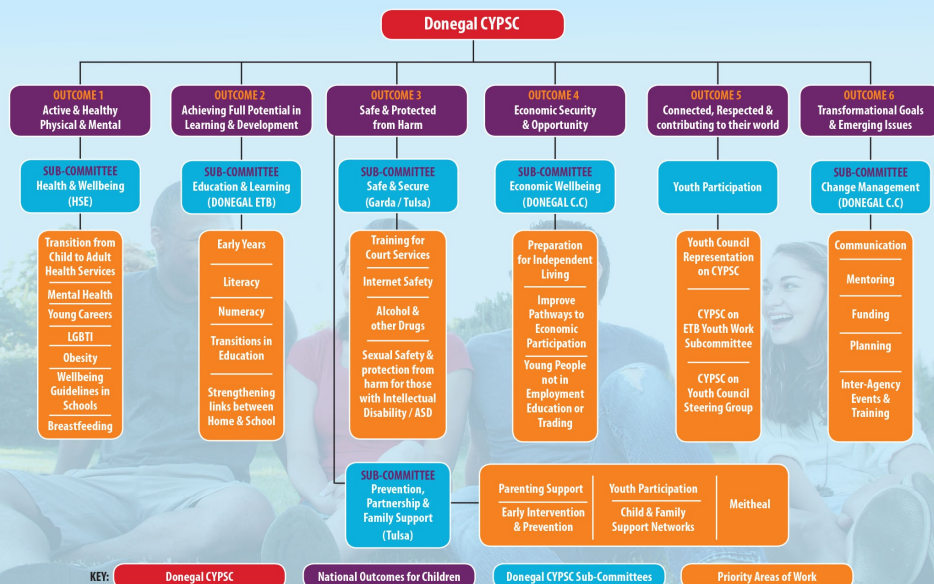 Donegal CYPSC
OUTCOME 1
Active & Healthy
Physical & Mental
OUTCOME 2
Achieving Full Potential in
Learning & Development
OUTCOME 3
Safe & Protected
from Harm
OUTCOME 4
Economic Security
& Opportunity
OUTCOME 5
Connected, Respected &
contributing to their world
OUTCOME 6
Transformational Goals
& Emerging Issues
SUB-COMMITTEE
Health & Wellbeing
(HSE)
SUB-COMMITTEE
Education & Learning
(DONEGAL ETB)
SUB-COMMITTEE
Safe & Secure
(Garda / Tulsa)
SUB-COMMITTEE
Economic Wellbeing
(DONEGAL C.C)
Youth Participation
SUB-COMMITTEE
Change Management
(DONEGAL C.C)
Transition from
Child to Adult
Health Services
Mental Health
Young Careers
LGBTI
Obesity
Wellbeing
Guidelines in
Schools
Breastfeeding
Early Years
Literacy
Numeracy
Transitions in
Education
Strengthening
links between
Home & School
Training for
Court Services
Internet Safety
Alcohol &
other Drugs
Sexual Safety &
protection from
harm for those
with Intellectual
Disability / ASD
Preparation
for Independent
Living
Improve
Pathways to
Economic
Participation
Young People
not in
Employment
Education or
Trading
Youth Council
Representation
on CYPSC
CYPSC on
ETB Youth Work
Subcommittee
CYPSC on
Youth Council
Steering Group
Communication
Mentoring
Funding
Planning
Inter-Agency
Events &
Training
SUB-COMMITTEE
Prevention,
Partnership &
Family Support
(Tulsa)
Parenting Support
Early Intervention
& Prevention
Youth Participation
Child & Family
Support Networks
Meitheal
KEY:
Donegal CYPSC
National Outcomes for Children
Donegal CYPSC Sub-Committees
Priority Areas of Work